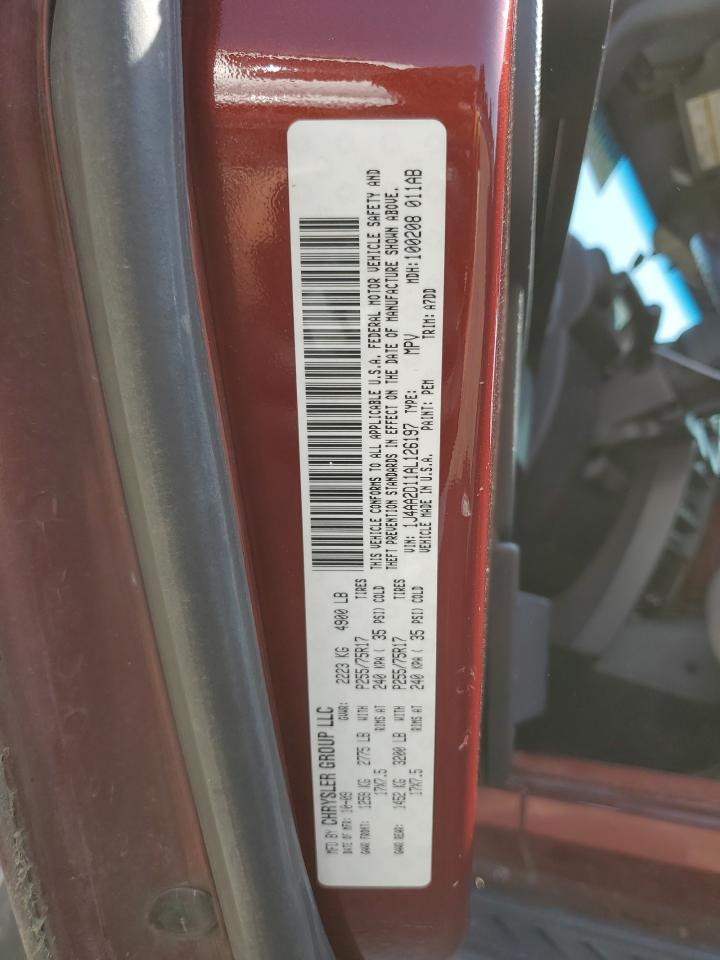 MFD BY CHRYSLER GROUP LLC
DATE OF MFR: 10-09 GVWR: 2223 KG 4900 LB
GAWR FRONT: 1259 KG 2775 LB WITH P255/75R17 TIRES
17X7.5 RIMS AT 240 KPA ( 35 PSI) COLD
GAWR REAR: 1452 KG 3200 LB WITH P255/75R17 TIRES
17X7.5 RIMS AT 240 KPA ( 35 PSI) COLD
THIS VEHICLE CONFORMS TO ALL APPLICABLE U.S.A. FEDERAL MOTOR VEHICLE SAFETY AND
THEFT PREVENTION STANDARDS IN EFFECT ON THE DATE OF MANUFACTURE SHOWN ABOVE.
VIN: 1J4AA2D11AL126197 TYPE: MPV MDH: 100208 011AB
VEHICLE MADE IN U.S.A. PAINT: PEM TRIM: A7DD